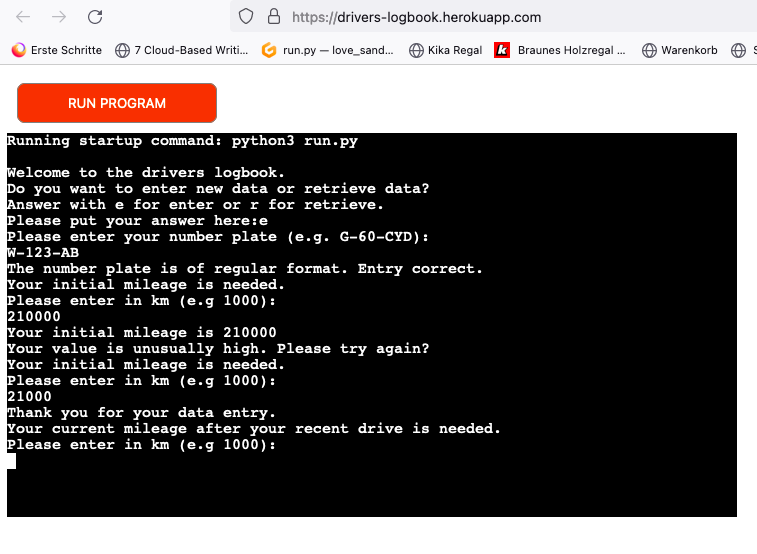 https://drivers-logbook.herokuapp.com
Erste Schritte 7 Cloud-Based Writi... run.py — love_sand... Kika Regal k Braunes Holzregal ... Warenkorb
RUN PROGRAM
Running startup command: python3 run.py
Welcome to the drivers logbook.
Do you want to enter new data or retrieve data?
Answer with e for enter or r for retrieve.
Please put your answer here:e
Please enter your number plate (e.g. G-60-CYD):
W-123-AB
The number plate is of regular format. Entry correct.
Your initial mileage is needed.
Please enter in km (e.g 1000):
210000
Your initial mileage is 210000
Your value is unusually high. Please try again?
Your initial mileage is needed.
Please enter in km (e.g 1000):
21000
Thank you for your data entry.
Your current mileage after your recent drive is needed.
Please enter in km (e.g 1000):